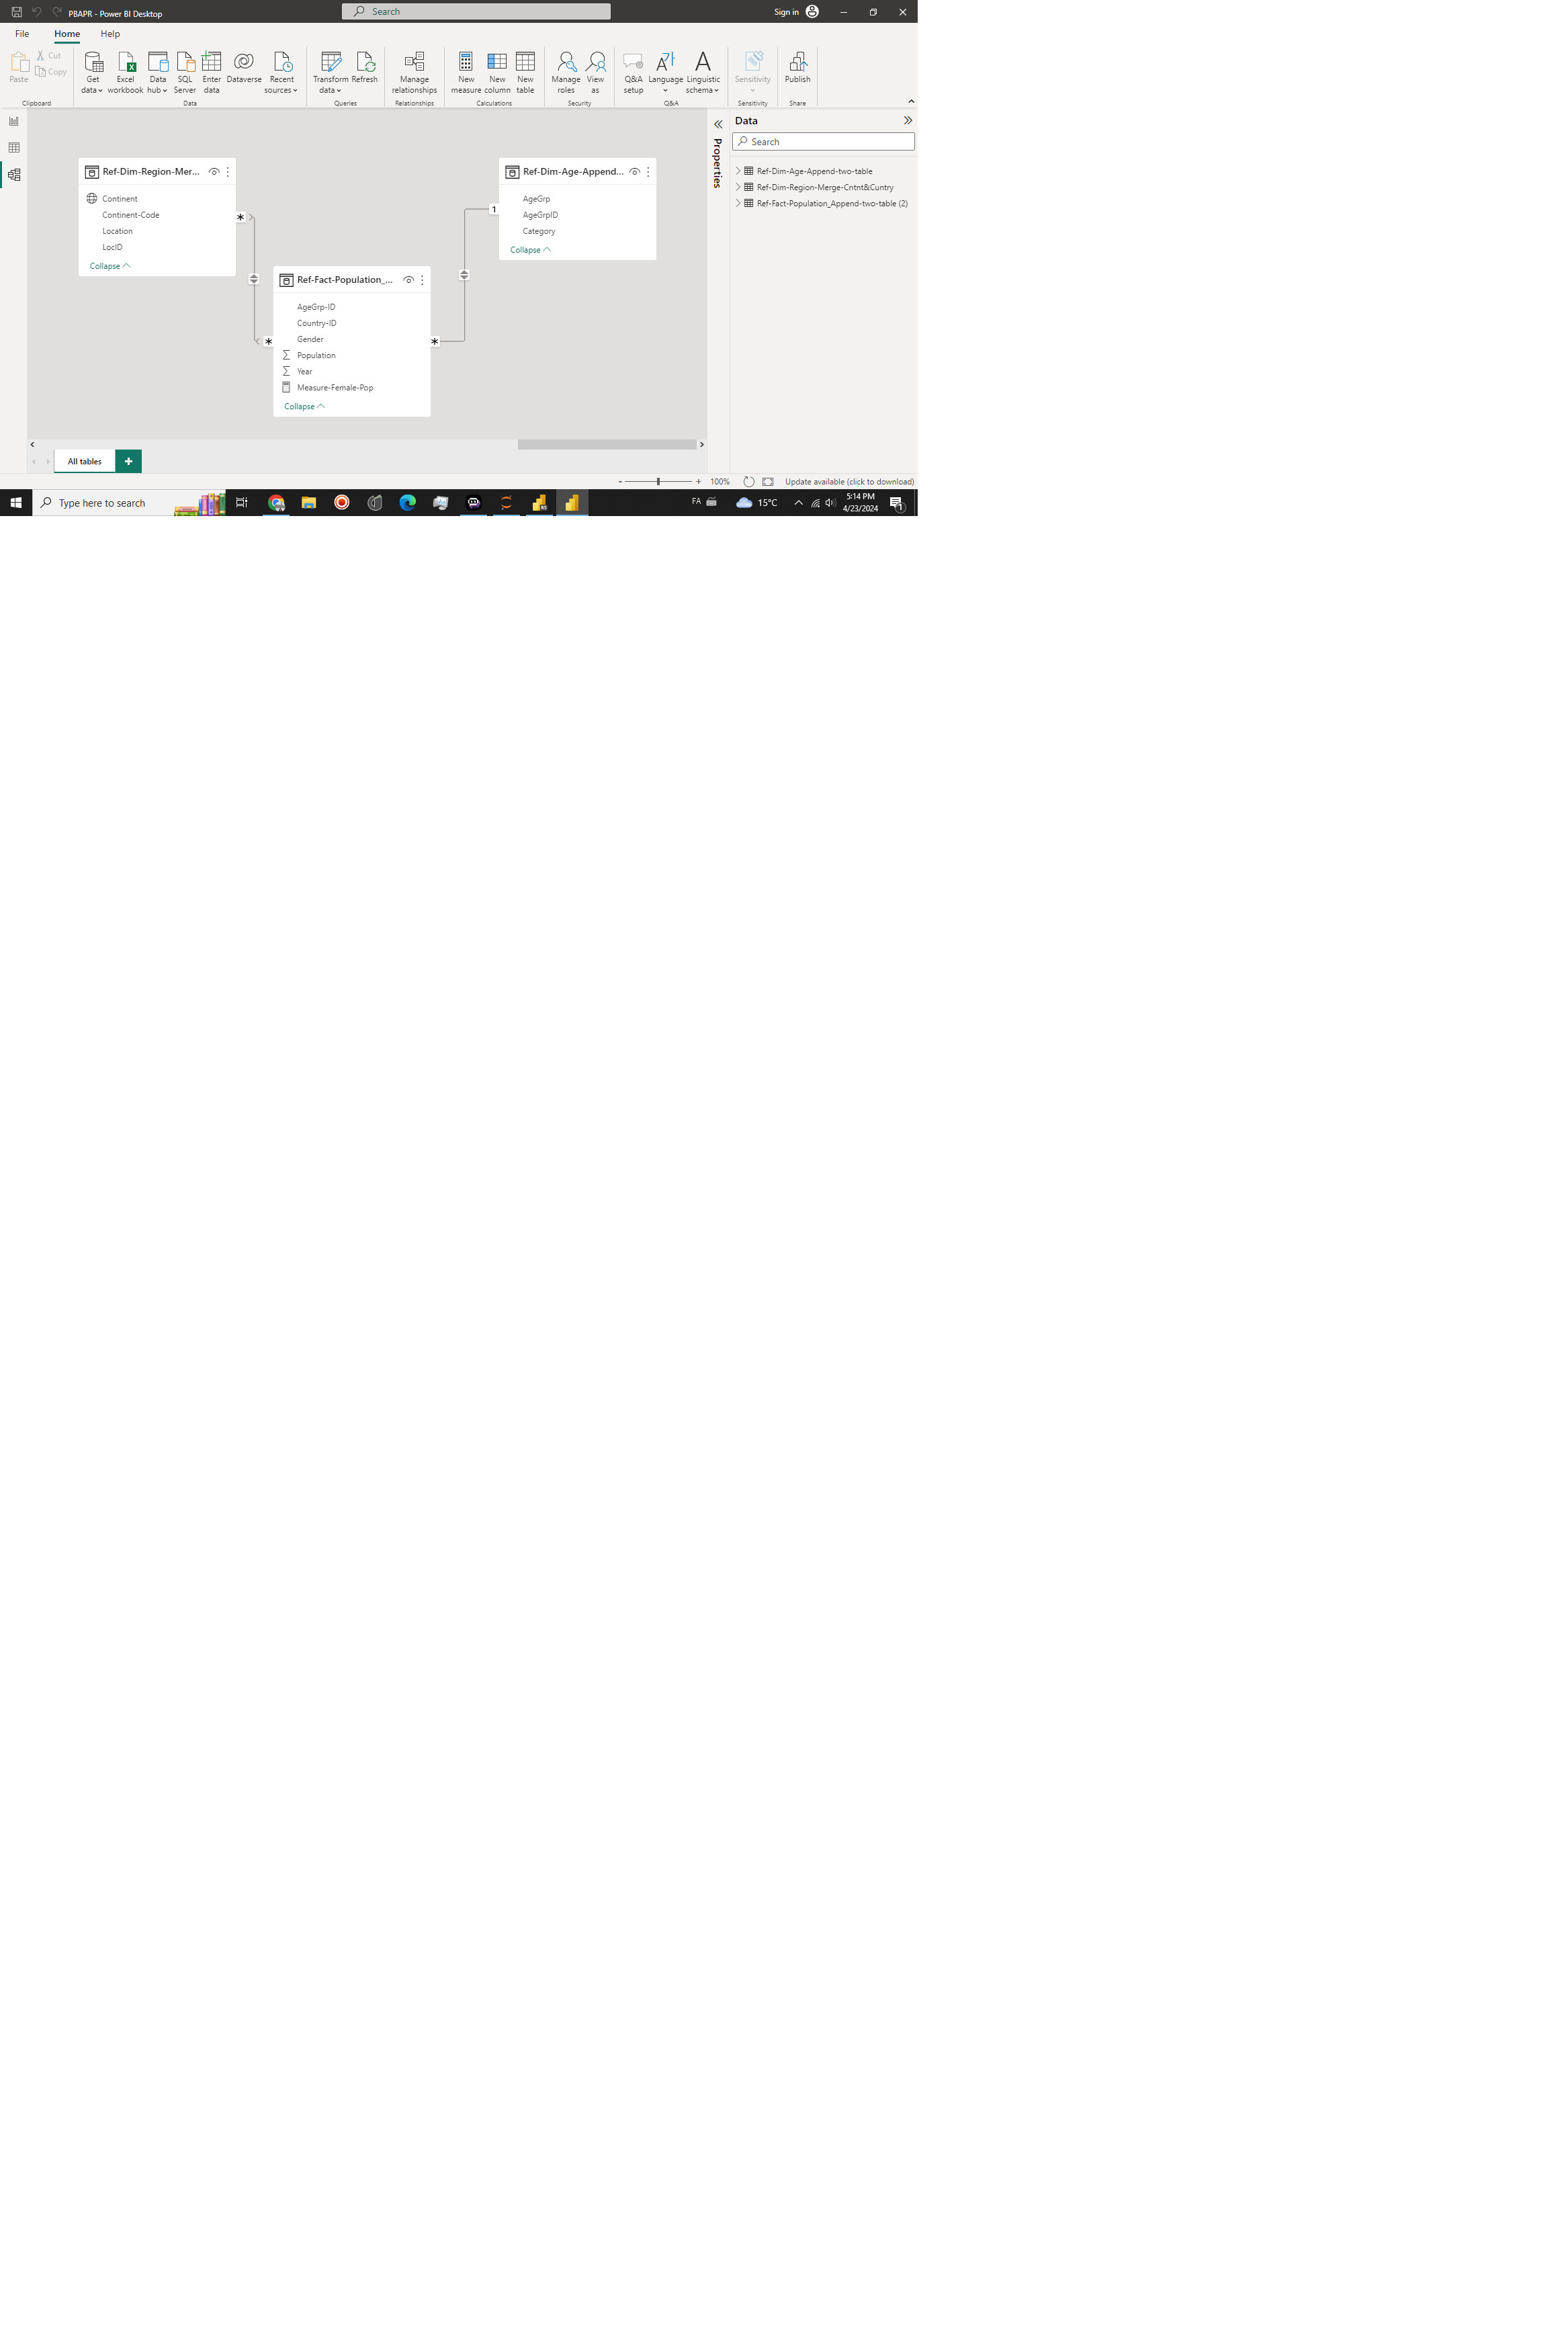 PBAPR - Power BI Desktop
Search
Sign in
File
Home
Help
Paste
Cut
Copy
Clipboard
Get
data
Excel
workbook
Data
hub
SQL
Server
Enter
data
Dataverse
Recent
sources
Data
Transform
data
Refresh
Queries
Manage
relationships
Relationships
New
measure
New
column
New
table
Calculations
Manage
roles
View
as
Security
Q&A
setup
Language
Linguistic
schema
Q&A
Sensitivity
Sensitivity
Publish
Share
Ref-Dim-Region-Mer...
Continent
Continent-Code
Location
LocID
Collapse
*
*
Ref-Fact-Population_...
AgeGrp-ID
Country-ID
Gender
Population
Year
Measure-Female-Pop
Collapse
*
1
Ref-Dim-Age-Append...
AgeGrp
AgeGrpID
Category
Collapse
Properties
Data
Search
Ref-Dim-Age-Append-two-table
Ref-Dim-Region-Merge-Cntnt&Cuntry
Ref-Fact-Population_Append-two-table (2)
All tables
+
- + 100%
Update available (click to download)
Type here to search
FA
15°C
5:14 PM
4/23/2024
1